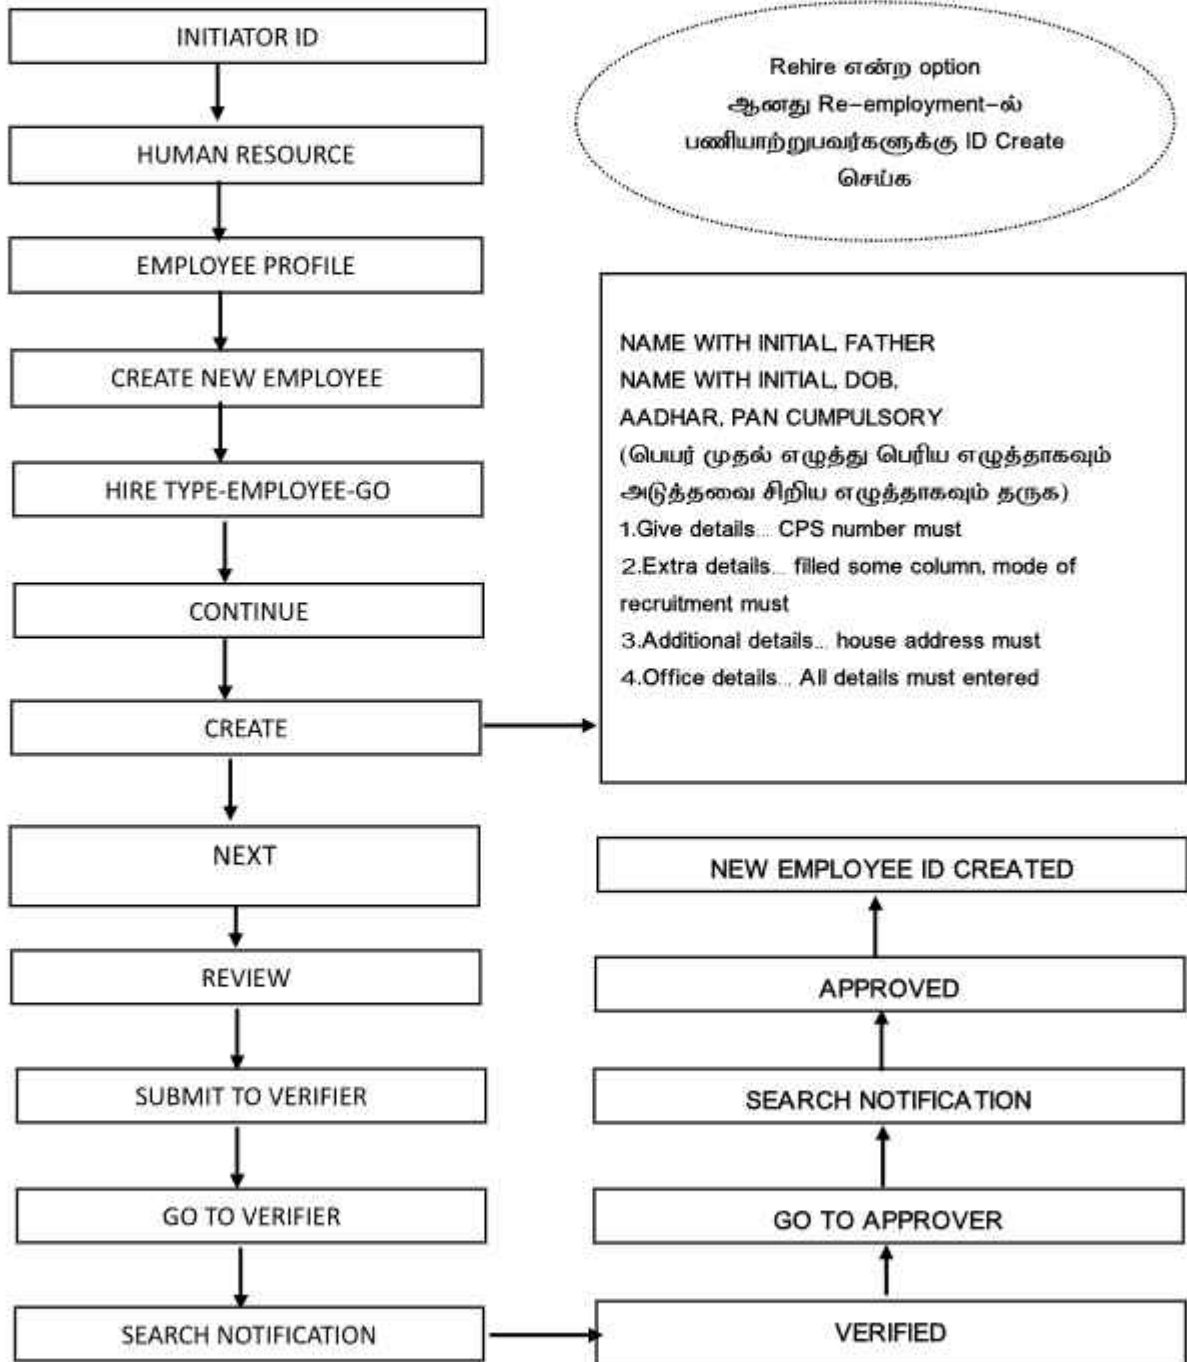 INITIATOR ID
HUMAN RESOURCE
EMPLOYEE PROFILE
CREATE NEW EMPLOYEE
HIRE TYPE-EMPLOYEE-GO
CONTINUE
CREATE
NEXT
REVIEW
SUBMIT TO VERIFIER
GO TO VERIFIER
SEARCH NOTIFICATION
Rehire என்ற option
ஆனது Re-employment-ல்
பணியாற்றுபவர்களுக்கு ID Create
செய்க
NAME WITH INITIAL, FATHER
NAME WITH INITIAL, DOB,
AADHAR, PAN CUMPULSORY
(பெயர் முதல் எழுத்து பெரிய எழுத்தாகவும்
அடுத்தவை சிறிய எழுத்தாகவும் தருக)
1.Give details... CPS number must
2.Extra details... filled some column, mode of
recruitment must
3.Additional details... house address must
4.Office details... All details must entered
NEW EMPLOYEE ID CREATED
APPROVED
SEARCH NOTIFICATION
GO TO APPROVER
VERIFIED